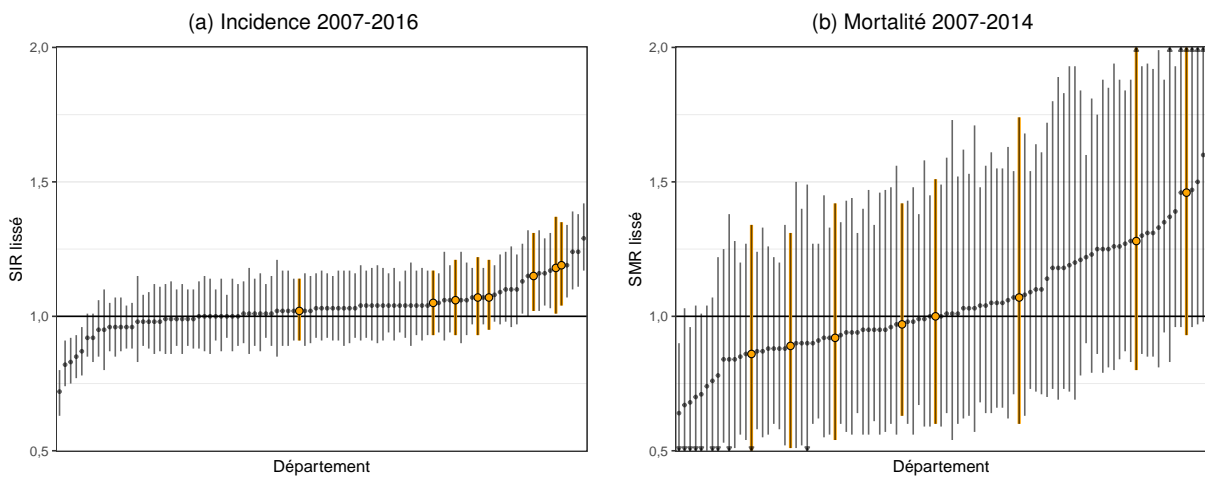 (a) Incidence 2007-2016
2,0
1,5
1,0
0,5
SIR lissé
Département
(b) Mortalité 2007-2014
2,0
1,5
1,0
0,5
SMR lissé
Département